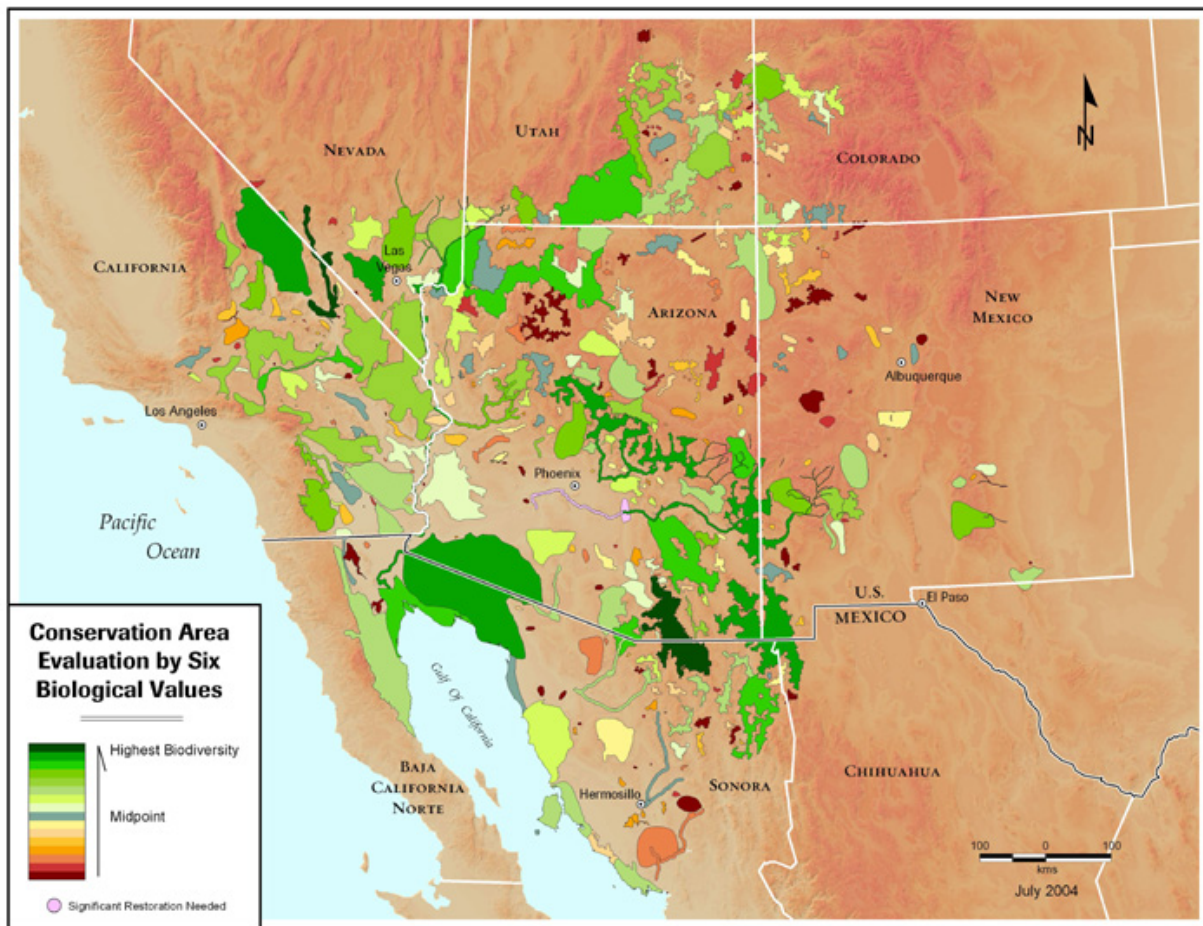 N
UTAH
NEVADA
COLORADO
Las
Vegas
CALIFORNIA
ARIZONA
NEW
MEXICO
Albuquerque
Los Angeles
Phoenix
Pacific
Ocean
U.S.
MEXICO
El Paso
Gulf Of California
BAJA
CALIFORNIA
NORTE
Hermosillo
SONORA
CHIHUAHUA
100 0 100
kms
July 2004
Conservation Area
Evaluation by Six
Biological Values
Highest Biodiversity
Midpoint
Significant Restoration Needed